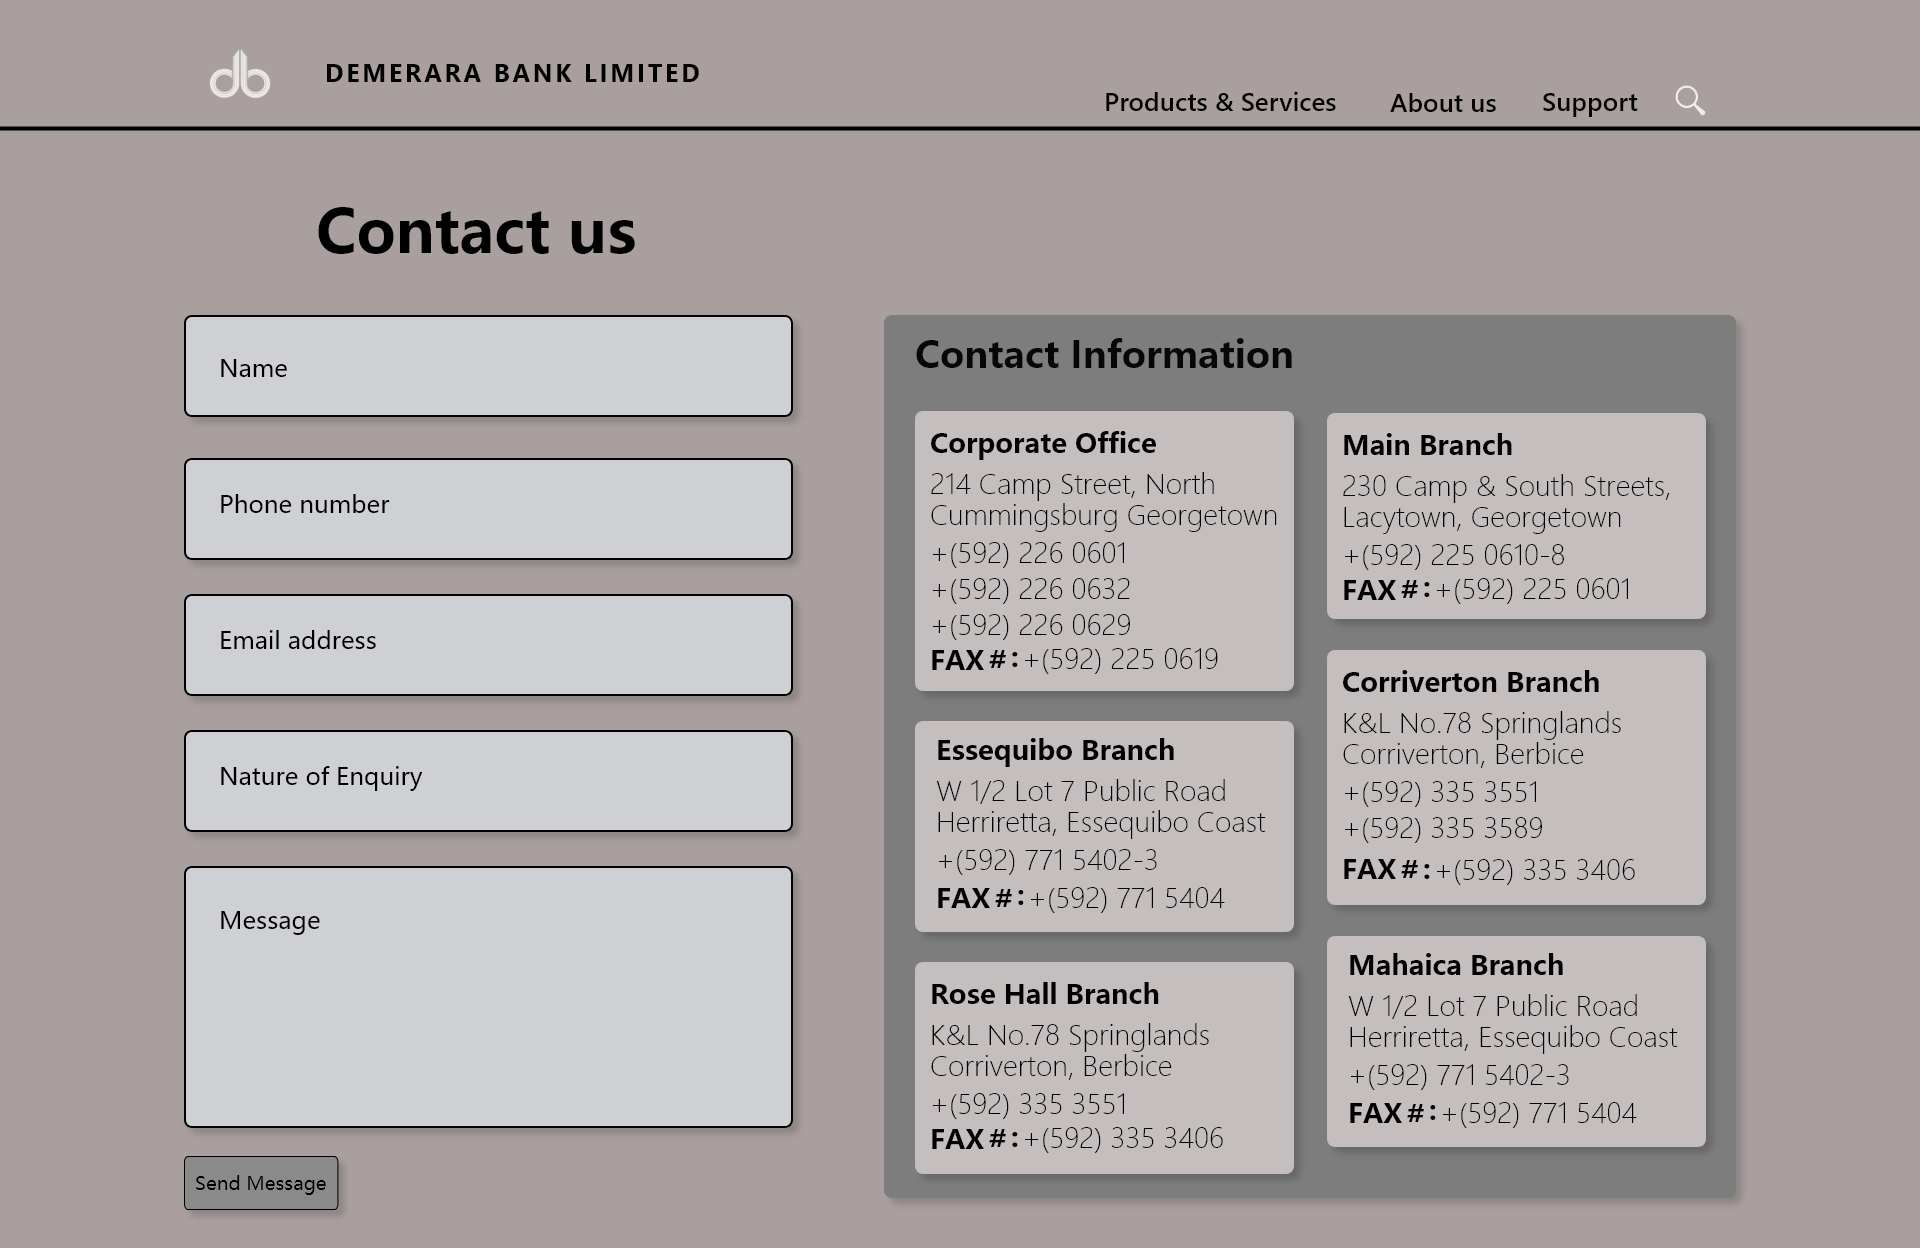 db
DEMERARA BANK LIMITED
Products & Services
About us
Support
Contact us
Name
Phone number
Email address
Nature of Enquiry
Message
Send Message
Contact Information
Corporate Office
214 Camp Street, North
Cummingsburg Georgetown
+(592) 226 0601
+(592) 226 0632
+(592) 226 0629
FAX #: +(592) 225 0619
Essequibo Branch
W 1/2 Lot 7 Public Road
Herriretta, Essequibo Coast
+(592) 771 5402-3
FAX #: +(592) 771 5404
Rose Hall Branch
K&L No.78 Springlands
Corriverton, Berbice
+(592) 335 3551
FAX #: +(592) 335 3406
Main Branch
230 Camp & South Streets,
Lacytown, Georgetown
+(592) 225 0610-8
FAX #: +(592) 225 0601
Corriverton Branch
K&L No.78 Springlands
Corriverton, Berbice
+(592) 335 3551
+(592) 335 3589
FAX #: +(592) 335 3406
Mahaica Branch
W 1/2 Lot 7 Public Road
Herriretta, Essequibo Coast
+(592) 771 5402-3
FAX #: +(592) 771 5404